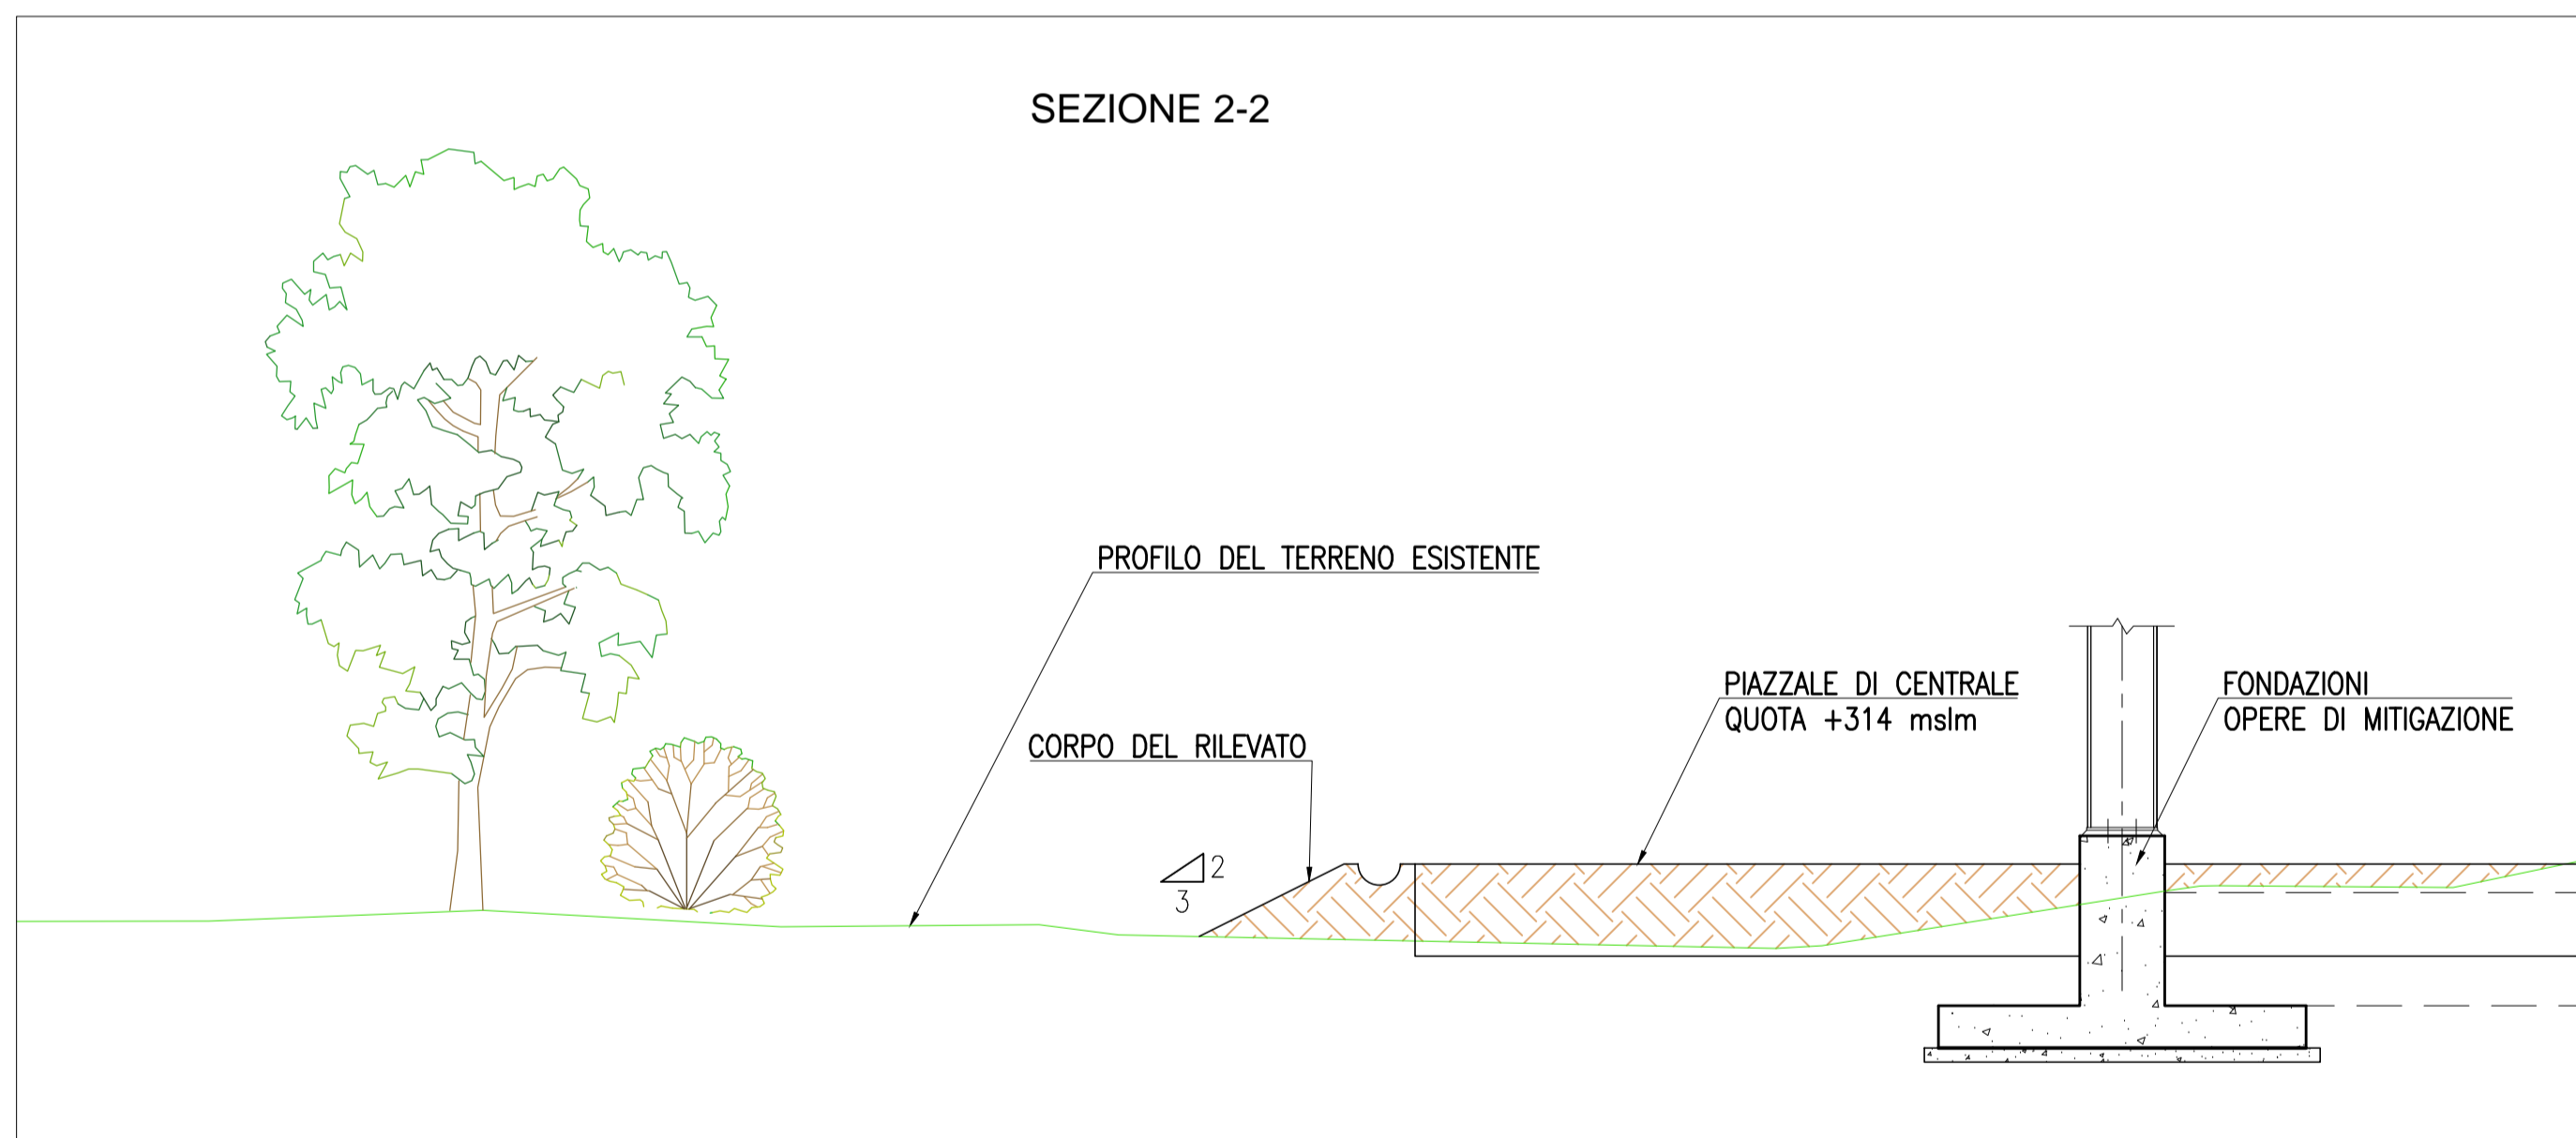 SEZIONE 2-2
PROFILO DEL TERRENO ESISTENTE
PIAZZALE DI CENTRALE
QUOTA +314 mslm
FONDAZIONI
OPERE DI MITIGAZIONE
CORPO DEL RILEVATO
2
3